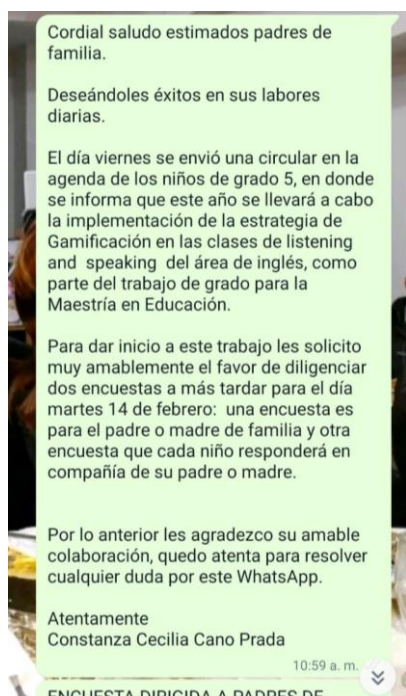 Cordial saludo estimados padres de
familia.
Deseándoles éxitos en sus labores
diarias.
El día viernes se envió una circular en la
agenda de los niños de grado 5, en donde
se informa que este año se llevará a cabo
la implementación de la estrategia de
Gamificación en las clases de listening
and speaking del área de inglés, como
parte del trabajo de grado para la
Maestría en Educación.
Para dar inicio a este trabajo les solicito
muy amablemente el favor de diligenciar
dos encuestas a más tardar para el día
martes 14 de febrero: una encuesta es
para el padre o madre de familia y otra
encuesta que cada niño responderá en
compañía de su padre o madre.
Por lo anterior les agradezco su amable
colaboración, quedo atenta para resolver
cualquier duda por este WhatsApp.
Atentamente
Constanza Cecilia Cano Prada
10:59 a. m.
ENCUESTA DIRIGIDA A PADRES DE